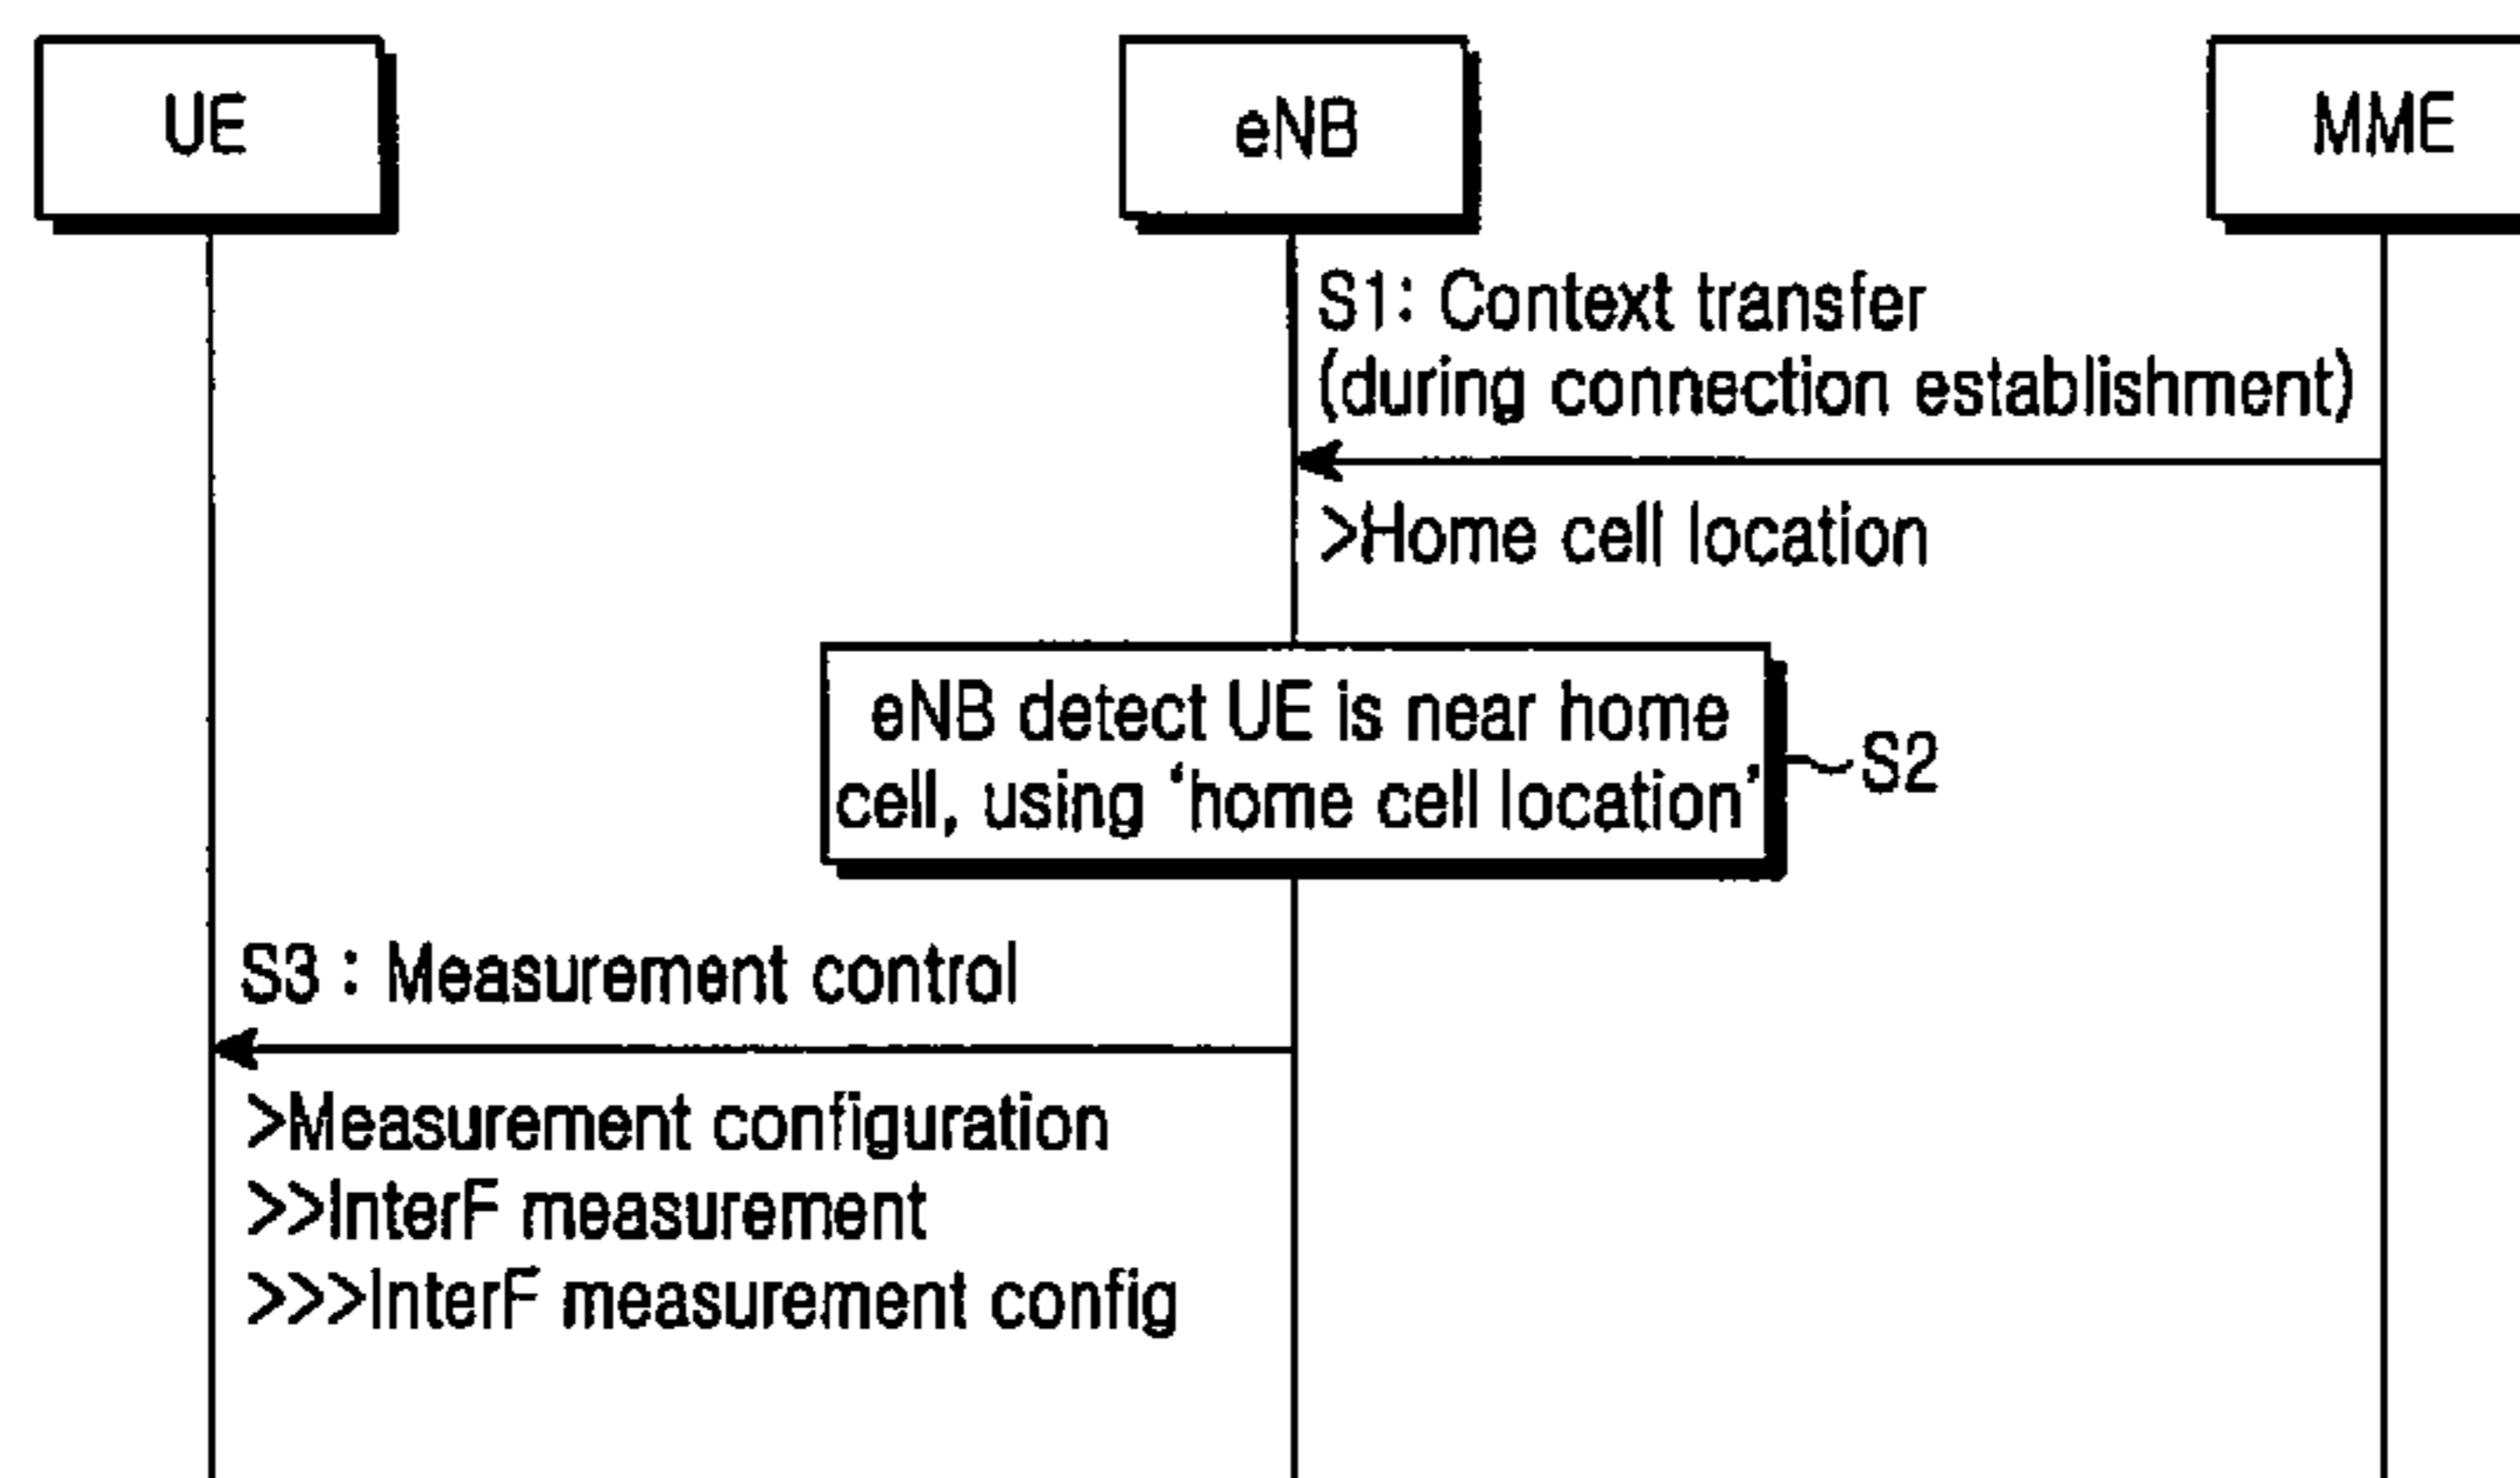 UE
eNB
MME
S1: Context transfer
(during connection establishment)
>Home cell location
eNB detect UE is near home
cell, using ‘home cell location’
S2
S3 : Measurement control
>Measurement configuration
>>InterF measurement
>>>InterF measurement config